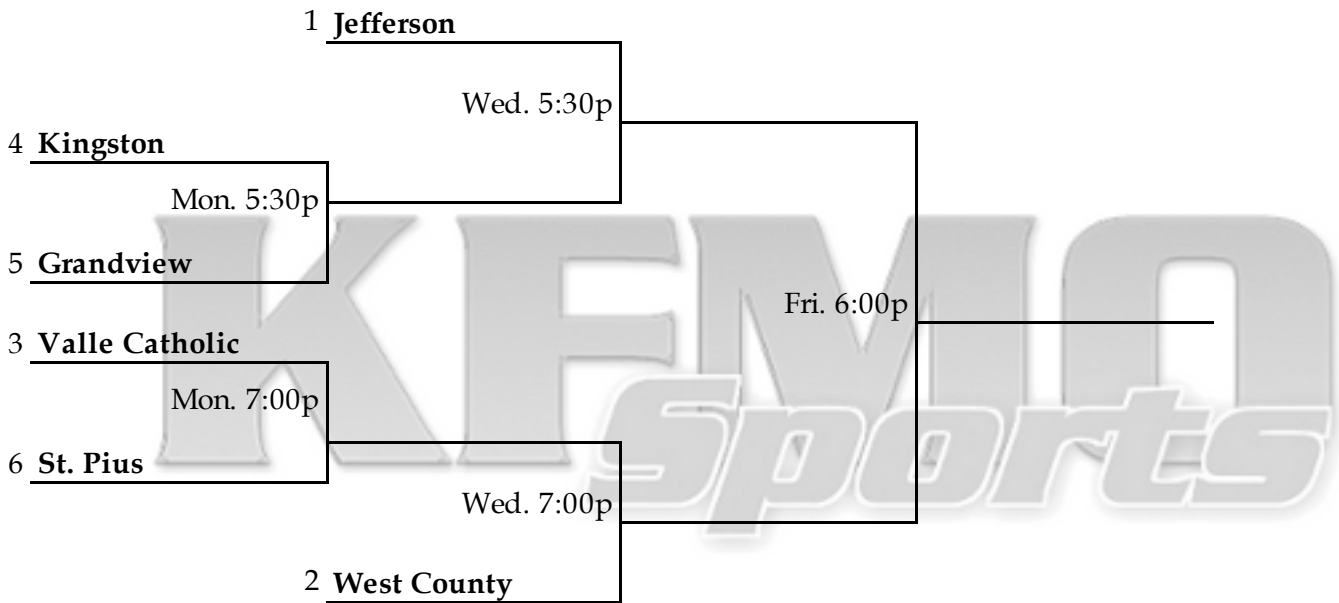 1 Jefferson
Wed. 5:30p
4 Kingston
Mon. 5:30p
5 Grandview
Fri. 6:00p
3 Valle Catholic
Mon. 7:00p
6 St. Pius
Wed. 7:00p
2 West County
KFMO
Sports